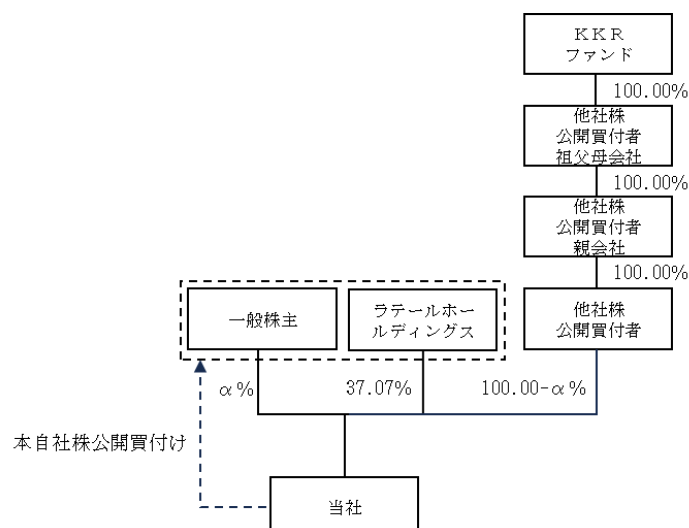 ＫＫＲ
ファンド
100.00%
他社株
公開買付者
祖父母会社
100.00%
他社株
公開買付者
親会社
100.00%
一般株主
ラテールホー
ルディングス
他社株
公開買付者
α%
37.07%
100.00-α%
本自社株公開買付け
当社